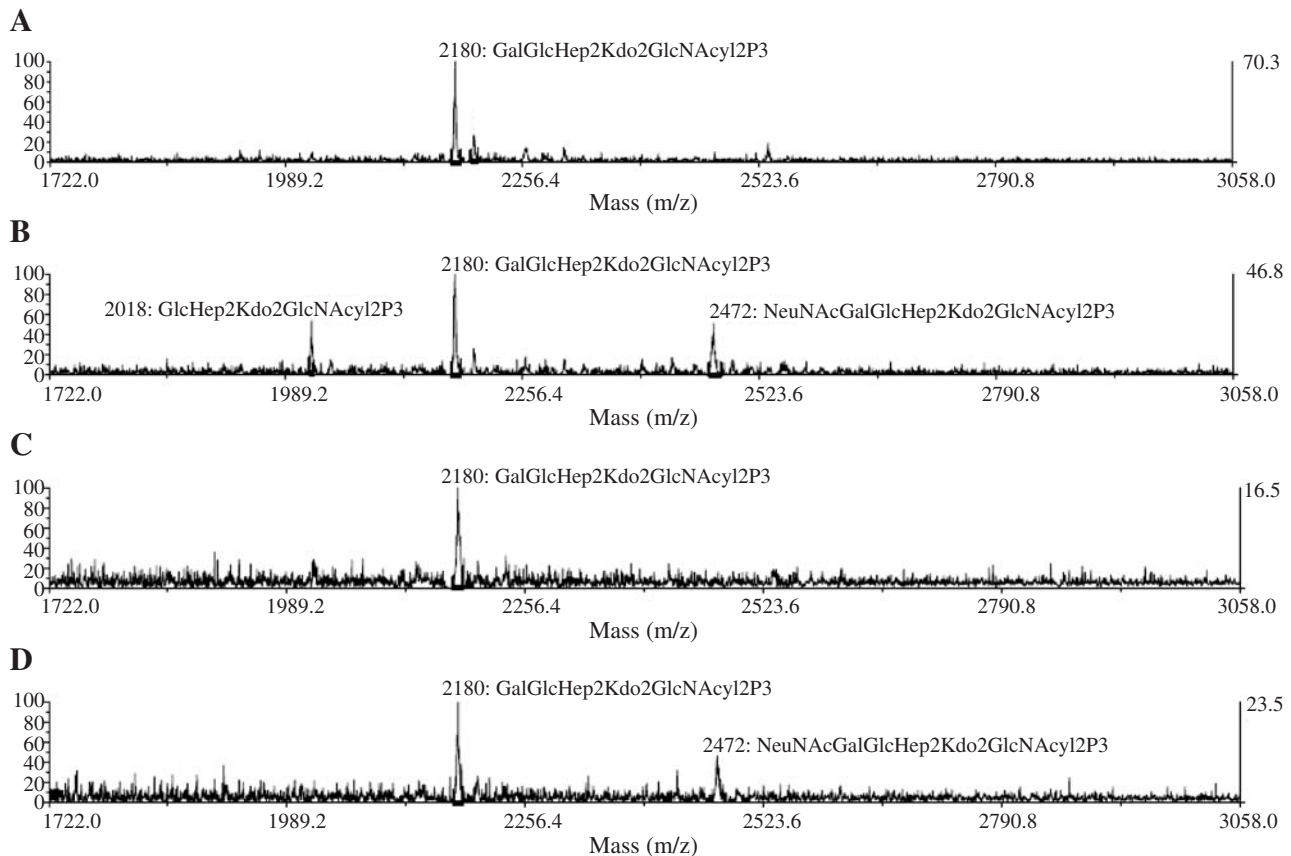 A
2180: GalGlcHep2Kdo2GlcNAcyl2P3
100
80
60
40
20
0
70.3
1722.0 1989.2 2256.4 2523.6 2790.8 3058.0
Mass (m/z)
B
2180: GalGlcHep2Kdo2GlcNAcyl2P3
2018: GlcHep2Kdo2GlcNAcyl2P3
2472: NeuNAcGalGlcHep2Kdo2GlcNAcyl2P3
100
80
60
40
20
0
46.8
1722.0 1989.2 2256.4 2523.6 2790.8 3058.0
Mass (m/z)
C
2180: GalGlcHep2Kdo2GlcNAcyl2P3
100
80
60
40
20
0
16.5
1722.0 1989.2 2256.4 2523.6 2790.8 3058.0
Mass (m/z)
D
2180: GalGlcHep2Kdo2GlcNAcyl2P3
2472: NeuNAcGalGlcHep2Kdo2GlcNAcyl2P3
100
80
60
40
20
0
23.5
1722.0 1989.2 2256.4 2523.6 2790.8 3058.0
Mass (m/z)